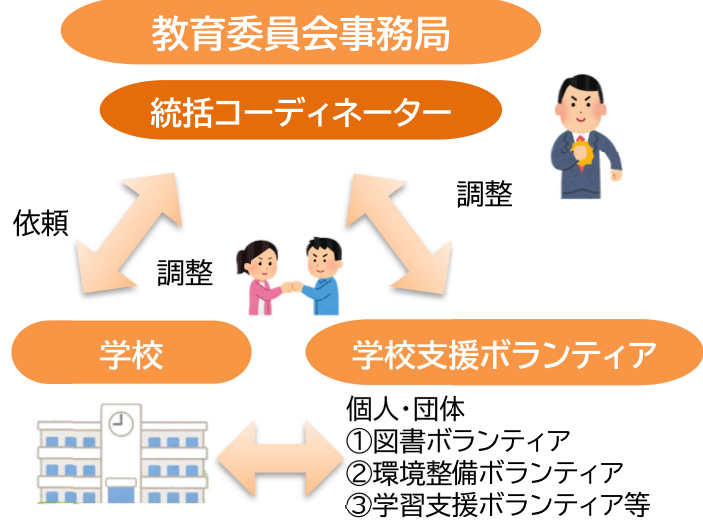 教育委員会事務局
統括コーディネーター
調整
依頼
調整
学校
学校支援ボランティア
個人・団体
①図書ボランティア
②環境整備ボランティア
③学習支援ボランティア等